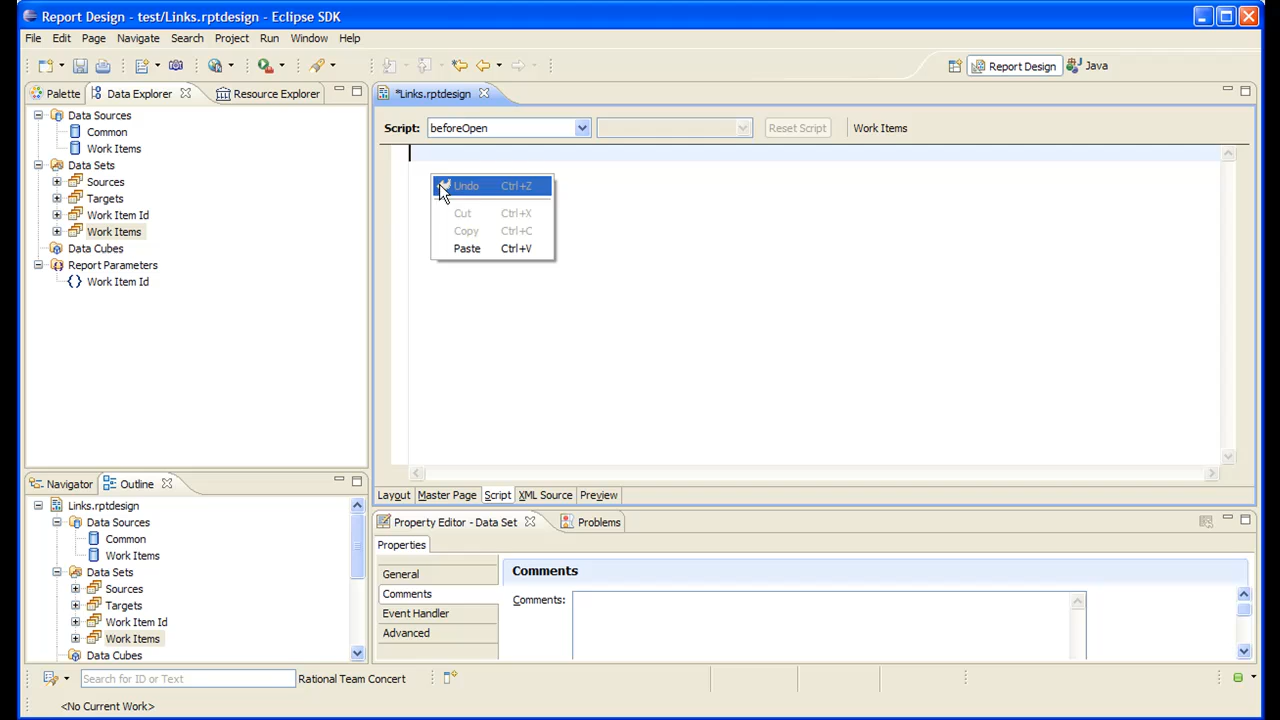 Report Design - test/Links.rptdesign - Eclipse SDK
File Edit Page Navigate Search Project Run Window Help
Report Design Java
Palette Data Explorer Resource Explorer
Data Sources
Common
Work Items
Data Sets
Sources
Targets
Work Item Id
Work Items
Data Cubes
Report Parameters
Work Item Id
Navigator Outline
Links.rptdesign
Data Sources
Common
Work Items
Data Sets
Sources
Targets
Work Item Id
Work Items
Data Cubes
*Links.rptdesign
Script: beforeOpen Reset Script Work Items
Undo Ctrl+Z
Cut Ctrl+X
Copy Ctrl+C
Paste Ctrl+V
Layout Master Page Script XML Source Preview
Property Editor - Data Set Problems
Properties
General
Comments
Event Handler
Advanced
Comments
Comments:
Search for ID or Text Rational Team Concert
<No Current Work>